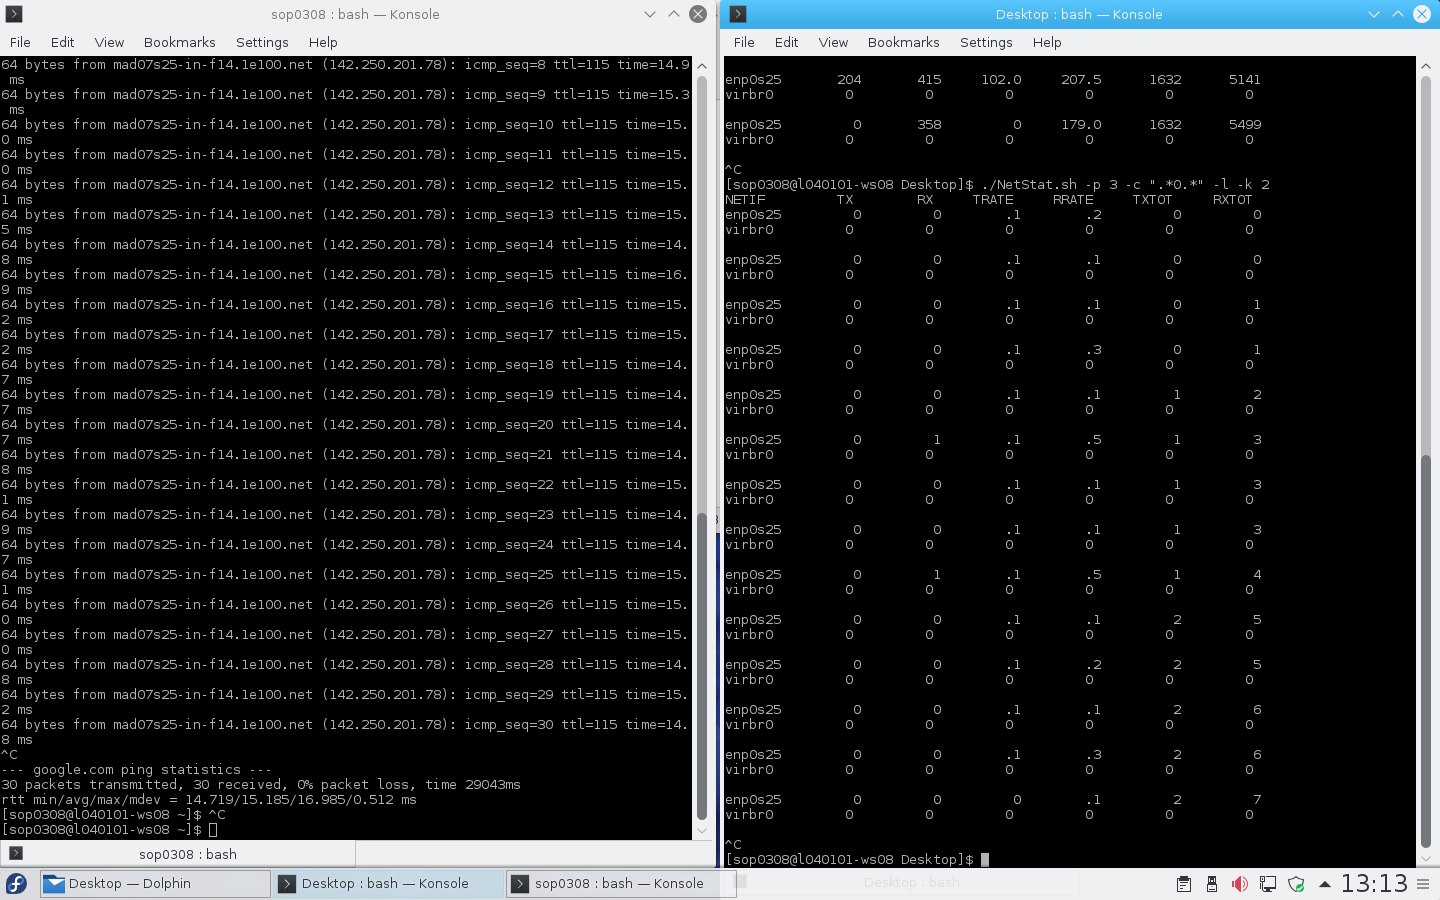 sop0308 : bash — Konsole
File Edit View Bookmarks Settings Help
64 bytes from mad07s25-in-f14.1e100.net (142.250.201.78): icmp_seq=8 ttl=115 time=14.9
 ms
64 bytes from mad07s25-in-f14.1e100.net (142.250.201.78): icmp_seq=9 ttl=115 time=15.3
 ms
64 bytes from mad07s25-in-f14.1e100.net (142.250.201.78): icmp_seq=10 ttl=115 time=15.
0 ms
64 bytes from mad07s25-in-f14.1e100.net (142.250.201.78): icmp_seq=11 ttl=115 time=15.
0 ms
64 bytes from mad07s25-in-f14.1e100.net (142.250.201.78): icmp_seq=12 ttl=115 time=15.
1 ms
64 bytes from mad07s25-in-f14.1e100.net (142.250.201.78): icmp_seq=13 ttl=115 time=15.
5 ms
64 bytes from mad07s25-in-f14.1e100.net (142.250.201.78): icmp_seq=14 ttl=115 time=14.
8 ms
64 bytes from mad07s25-in-f14.1e100.net (142.250.201.78): icmp_seq=15 ttl=115 time=16.
9 ms
64 bytes from mad07s25-in-f14.1e100.net (142.250.201.78): icmp_seq=16 ttl=115 time=15.
2 ms
64 bytes from mad07s25-in-f14.1e100.net (142.250.201.78): icmp_seq=17 ttl=115 time=15.
2 ms
64 bytes from mad07s25-in-f14.1e100.net (142.250.201.78): icmp_seq=18 ttl=115 time=14.
7 ms
64 bytes from mad07s25-in-f14.1e100.net (142.250.201.78): icmp_seq=19 ttl=115 time=14.
7 ms
64 bytes from mad07s25-in-f14.1e100.net (142.250.201.78): icmp_seq=20 ttl=115 time=14.
7 ms
64 bytes from mad07s25-in-f14.1e100.net (142.250.201.78): icmp_seq=21 ttl=115 time=14.
8 ms
64 bytes from mad07s25-in-f14.1e100.net (142.250.201.78): icmp_seq=22 ttl=115 time=15.
1 ms
64 bytes from mad07s25-in-f14.1e100.net (142.250.201.78): icmp_seq=23 ttl=115 time=14.
9 ms
64 bytes from mad07s25-in-f14.1e100.net (142.250.201.78): icmp_seq=24 ttl=115 time=14.
7 ms
64 bytes from mad07s25-in-f14.1e100.net (142.250.201.78): icmp_seq=25 ttl=115 time=15.
1 ms
64 bytes from mad07s25-in-f14.1e100.net (142.250.201.78): icmp_seq=26 ttl=115 time=15.
0 ms
64 bytes from mad07s25-in-f14.1e100.net (142.250.201.78): icmp_seq=27 ttl=115 time=15.
0 ms
64 bytes from mad07s25-in-f14.1e100.net (142.250.201.78): icmp_seq=28 ttl=115 time=14.
8 ms
64 bytes from mad07s25-in-f14.1e100.net (142.250.201.78): icmp_seq=29 ttl=115 time=15.
2 ms
64 bytes from mad07s25-in-f14.1e100.net (142.250.201.78): icmp_seq=30 ttl=115 time=14.
8 ms
^C
--- google.com ping statistics ---
30 packets transmitted, 30 received, 0% packet loss, time 29043ms
rtt min/avg/max/mdev = 14.719/15.185/16.985/0.512 ms
[sop0308@l040101-ws08 ~]$ ^C
[sop0308@l040101-ws08 ~]$
sop0308 : bash
Desktop : bash — Konsole
File Edit View Bookmarks Settings Help
enp0s25 204 415 102.0 207.5 1632 5141
virbr0 0 0 0 0 0 0
enp0s25 0 358 0 179.0 1632 5499
virbr0 0 0 0 0 0 0
^C
[sop0308@l040101-ws08 Desktop]$ ./NetStat.sh -p 3 -c ".*0.*" -l -k 2
NETIF TX RX TRATE RRATE TXTOT RXTOT
enp0s25 0 0 .1 .2 0 0
virbr0 0 0 0 0 0 0
enp0s25 0 0 .1 .1 0 0
virbr0 0 0 0 0 0 0
enp0s25 0 0 .1 .1 0 1
virbr0 0 0 0 0 0 0
enp0s25 0 0 .1 .3 0 1
virbr0 0 0 0 0 0 0
enp0s25 0 0 .1 .1 1 2
virbr0 0 0 0 0 0 0
enp0s25 0 1 .1 .5 1 3
virbr0 0 0 0 0 0 0
enp0s25 0 0 .1 .1 1 3
virbr0 0 0 0 0 0 0
enp0s25 0 0 .1 .1 1 3
virbr0 0 0 0 0 0 0
enp0s25 0 1 .1 .5 1 4
virbr0 0 0 0 0 0 0
enp0s25 0 0 .1 .1 2 5
virbr0 0 0 0 0 0 0
enp0s25 0 0 .1 .2 2 5
virbr0 0 0 0 0 0 0
enp0s25 0 0 .1 .1 2 6
virbr0 0 0 0 0 0 0
enp0s25 0 0 .1 .3 2 6
virbr0 0 0 0 0 0 0
enp0s25 0 0 0 .1 2 7
virbr0 0 0 0 0 0 0
^C
[sop0308@l040101-ws08 Desktop]$
Desktop — Dolphin
Desktop : bash — Konsole
sop0308 : bash — Konsole
Desktop : bash
13:13